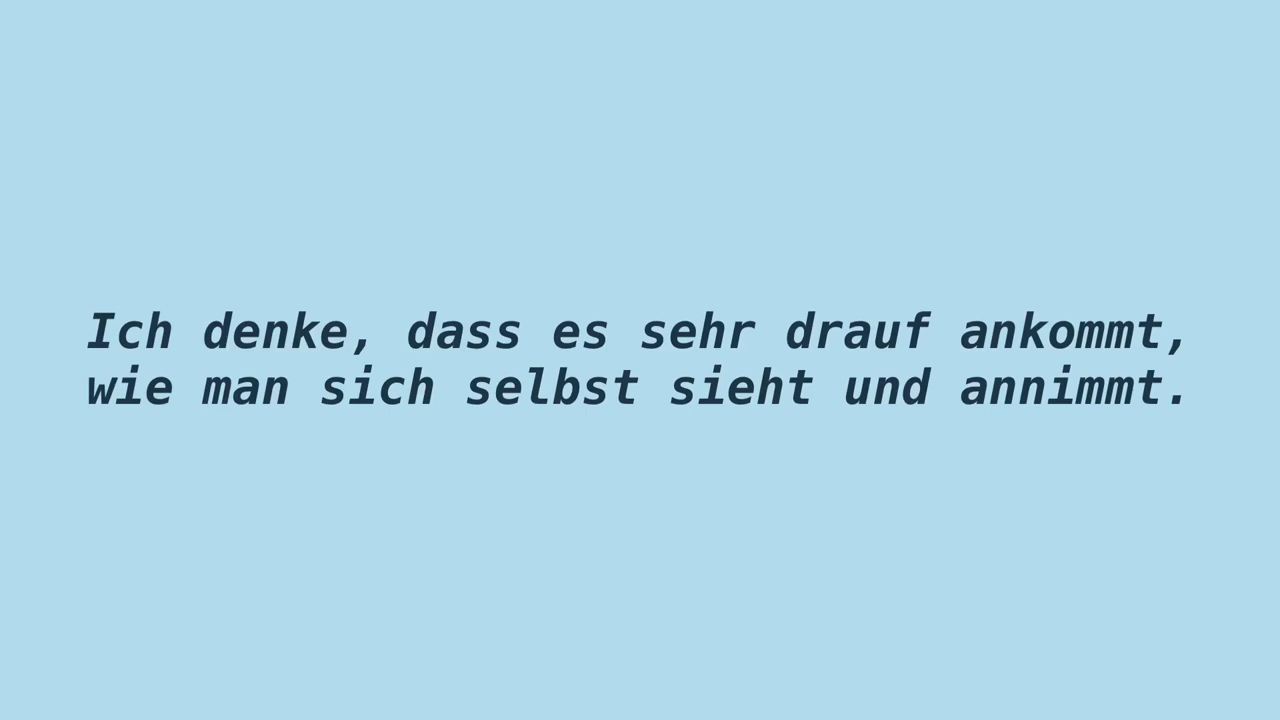 Ich denke, dass es sehr drauf ankommt,
wie man sich selbst sieht und annimmt.